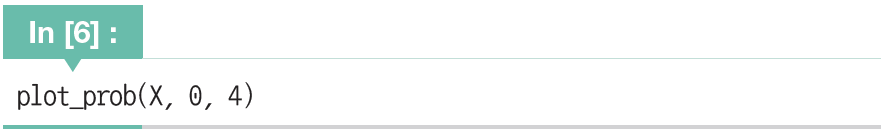 In [6] :
plot_prob(X, 0, 4)